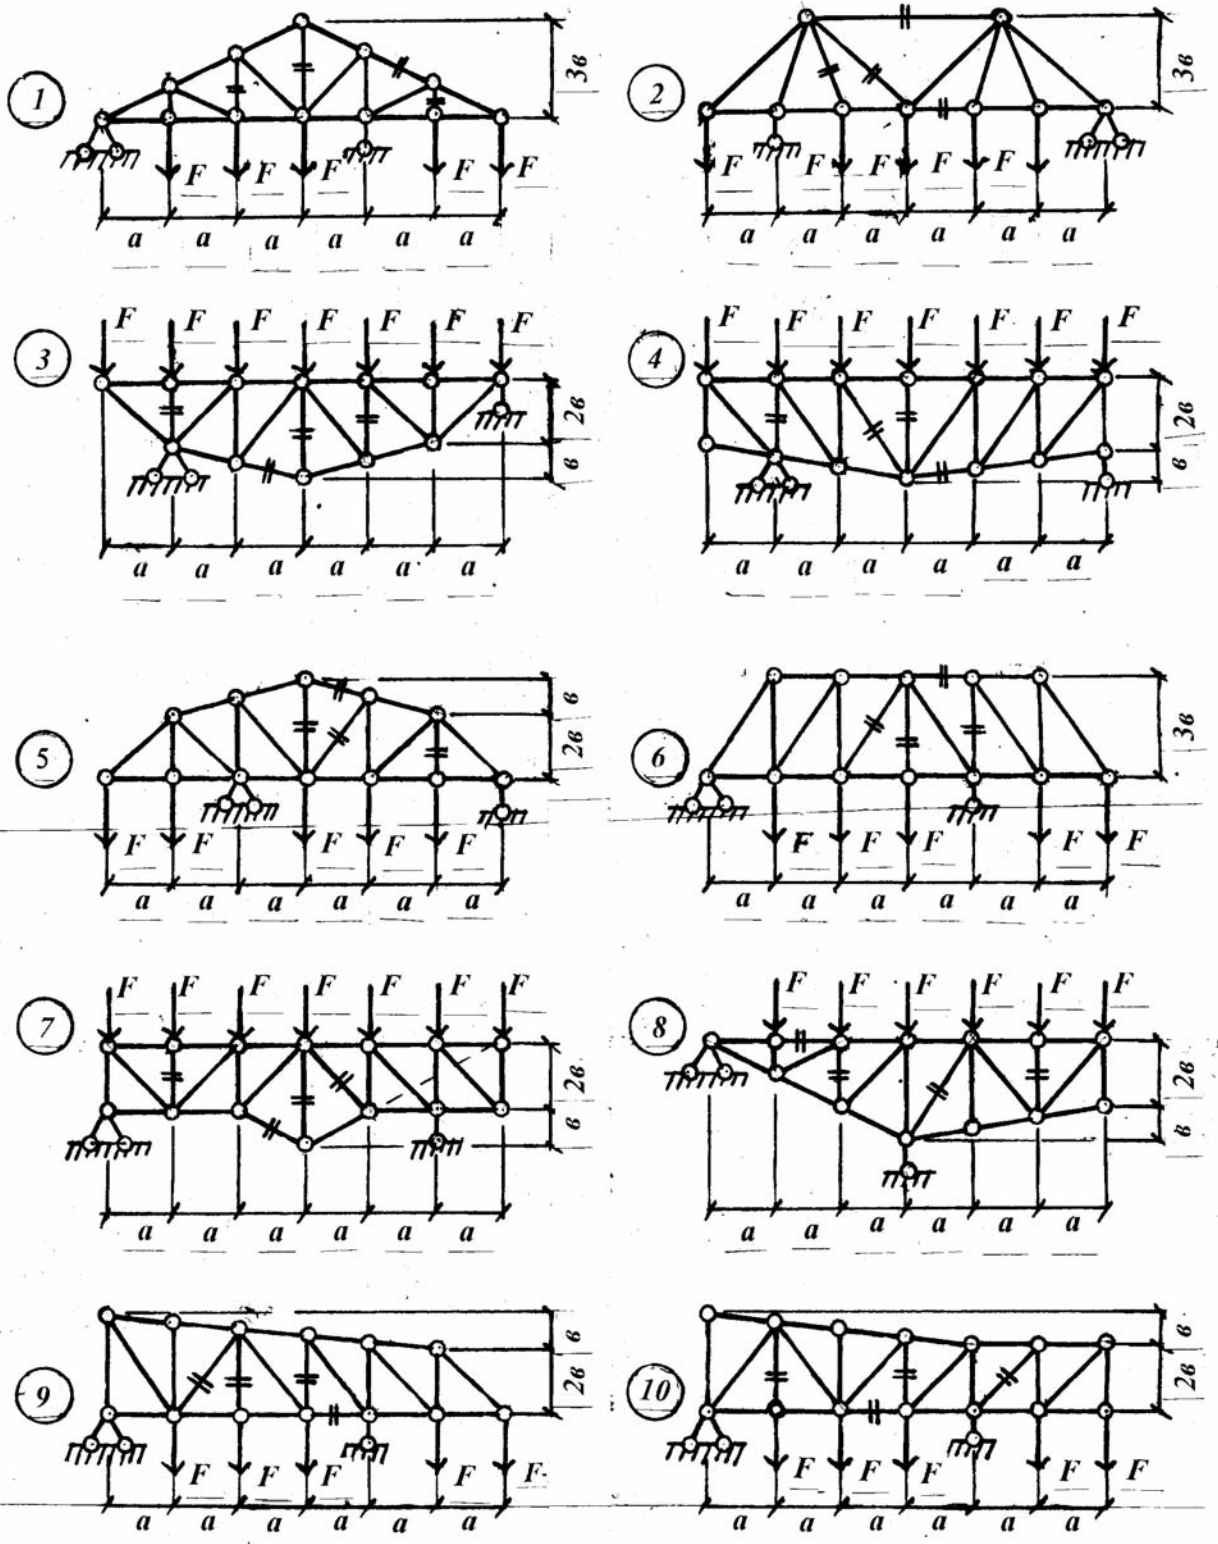 1 3в
F F F F F
a a a a a a
2 3в
F F F F F
a a a a a a
3 F F F F F F F
2в
в
a a a a a a
4 F F F F F F F
2в
в
a a a a a a
5 в
2в
F F F F F
a a a a a a
6 3в
F F F F F
a a a a a a
7 F F F F F F F
2в
в
a a a a a a
8 F F F F F F
2в
в
a a a a a a
9 в
2в
F F F F F
a a a a a a
10 в
2в
F F F F F
a a a a a a